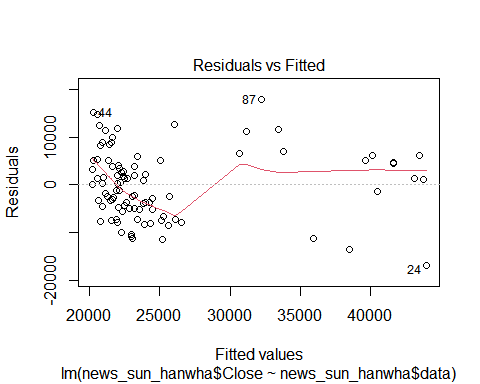 Residuals vs Fitted
Residuals
-20000
0
10000
44
87
24
20000
25000
30000
35000
40000
Fitted values
lm(news_sun_hanwha$Close ~ news_sun_hanwha$data)